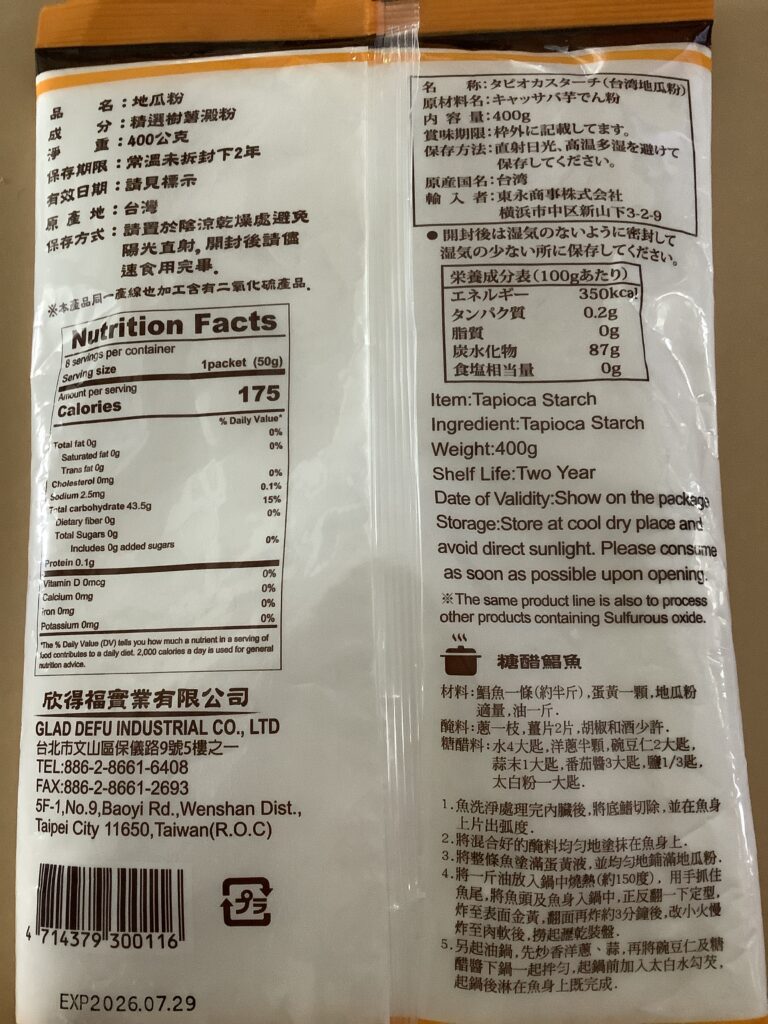 品　　名：地瓜粉
成　　分：精選樹薯澱粉
淨　　重：400公克
保存期限：常溫未拆封下2年
有效日期：請見標示
原 產 地：台灣
保存方式：請置於陰涼乾燥處避免
陽光直射。開封後請儘
速食用完畢。
※本產品同一產線也加工含有二氧化硫產品。
Nutrition Facts
8 servings per container
Serving size 1packet (50g)
Amount per serving
Calories 175
% Daily Value*
Total fat 0g 0%
Saturated fat 0g 0%
Trans fat 0g
Cholesterol 0mg 0%
Sodium 2.5mg 0.1%
Total carbohydrate 43.5g 15%
Dietary fiber 0g 0%
Total Sugars 0g
Includes 0g added sugars 0%
Protein 0.1g
Vitamin D 0mcg 0%
Calcium 0mg 0%
Iron 0mg 0%
Potassium 0mg 0%
*The % Daily Value (DV) tells you how much a nutrient in a serving of
food contributes to a daily diet. 2,000 calories a day is used for general
nutrition advice.
欣得福實業有限公司
GLAD DEFU INDUSTRIAL CO., LTD
台北市文山區保儀路9號5樓之一
TEL:886-2-8661-6408
FAX:886-2-8661-2693
5F-1,No.9,Baoyi Rd.,Wenshan Dist.,
Taipei City 11650,Taiwan(R.O.C)
4 714379 300116
プラ
EXP2026.07.29
名　　称:タピオカスターチ(台湾地瓜粉)
原材料名:キャッサバ芋でん粉
内 容 量:400g
賞味期限:枠外に記載してます。
保存方法:直射日光、高温多湿を避けて
保存してください。
原産国名:台湾
輸 入 者:東永商事株式会社
横浜市中区新山下3-2-9
●開封後は湿気のないように密封して
湿気の少ない所に保存してください。
栄養成分表(100gあたり)
エネルギー 350kcal
タンパク質 0.2g
脂質 0g
炭水化物 87g
食塩相当量 0g
Item:Tapioca Starch
Ingredient:Tapioca Starch
Weight:400g
Shelf Life:Two Year
Date of Validity:Show on the package
Storage:Store at cool dry place and
avoid direct sunlight. Please consume
as soon as possible upon opening.
※The same product line is also to process
other products containing Sulfurous oxide.
糖醋鯧魚
材料:鯧魚一條(約半斤),蛋黃一顆,地瓜粉
適量,油一斤.
醃料:蔥一枝,薑片2片,胡椒和酒少許.
糖醋料:水4大匙,洋蔥半顆,豌豆仁2大匙,
蒜末1大匙,番茄醬3大匙,鹽1/3匙,
太白粉一大匙.
1.魚洗淨處理完內臟後,將底鰭切除,並在魚身
上片出弧度.
2.將混合好的醃料均勻地塗抹在魚身上.
3.將整條魚塗滿蛋黃液,並均勻地鋪滿地瓜粉.
4.將一斤油放入鍋中燒熱(約150度),用手抓住
魚尾,將魚頭及魚身入鍋中,正反翻一下定型,
炸至表面金黃,翻面再炸約3分鐘後,改小火慢
炸至肉軟後,撈起瀝乾裝盤.
5.另起油鍋,先炒香洋蔥、蒜,再將豌豆仁及糖
醋醬下鍋一起拌勻,起鍋前加入太白水勾芡,
起鍋後淋在魚身上既完成.